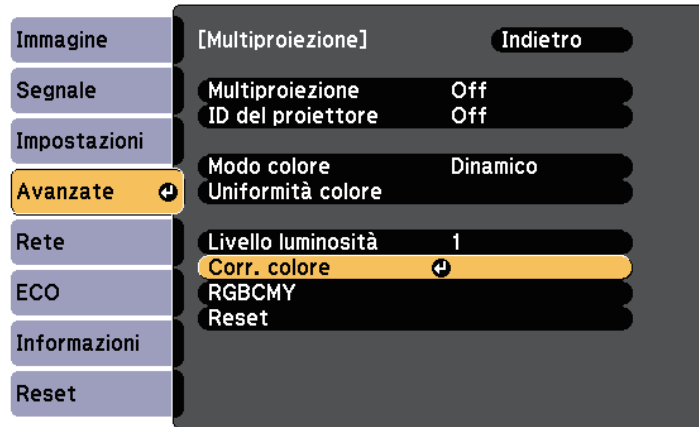 Immagine
Segnale
Impostazioni
Avanzate
Rete
ECO
Informazioni
Reset
[Multiproiezione] Indietro
Multiproiezione Off
ID del proiettore Off
Modo colore Dinamico
Uniformità colore
Livello luminosità 1
Corr. colore
RGBCMY
Reset